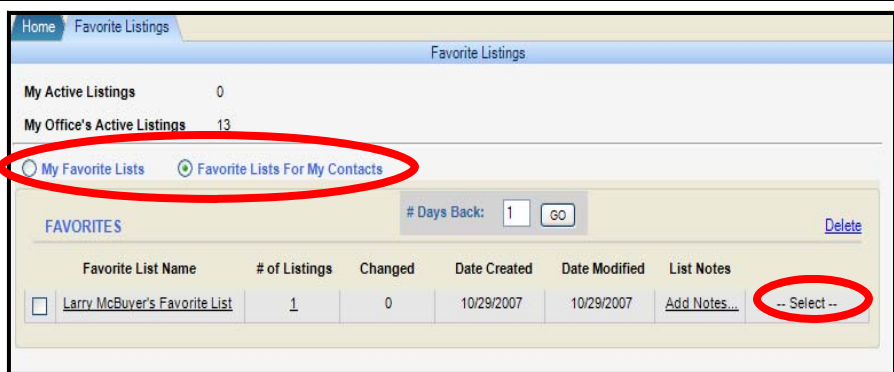 Home Favorite Listings
Favorite Listings
My Active Listings 0
My Office's Active Listings 13
My Favorite Lists Favorite Lists For My Contacts
# Days Back: 1 GO
FAVORITES Delete
Favorite List Name # of Listings Changed Date Created Date Modified List Notes
Larry McBuyer's Favorite List 1 0 10/29/2007 10/29/2007 Add Notes... -- Select --